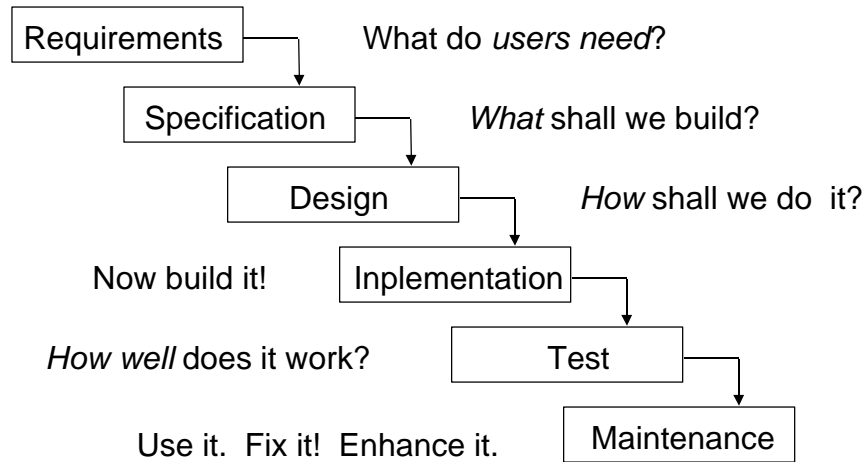 Requirements What do users need?
Specification What shall we build?
Design How shall we do it?
Now build it! Inplementation
How well does it work? Test
Use it. Fix it! Enhance it. Maintenance